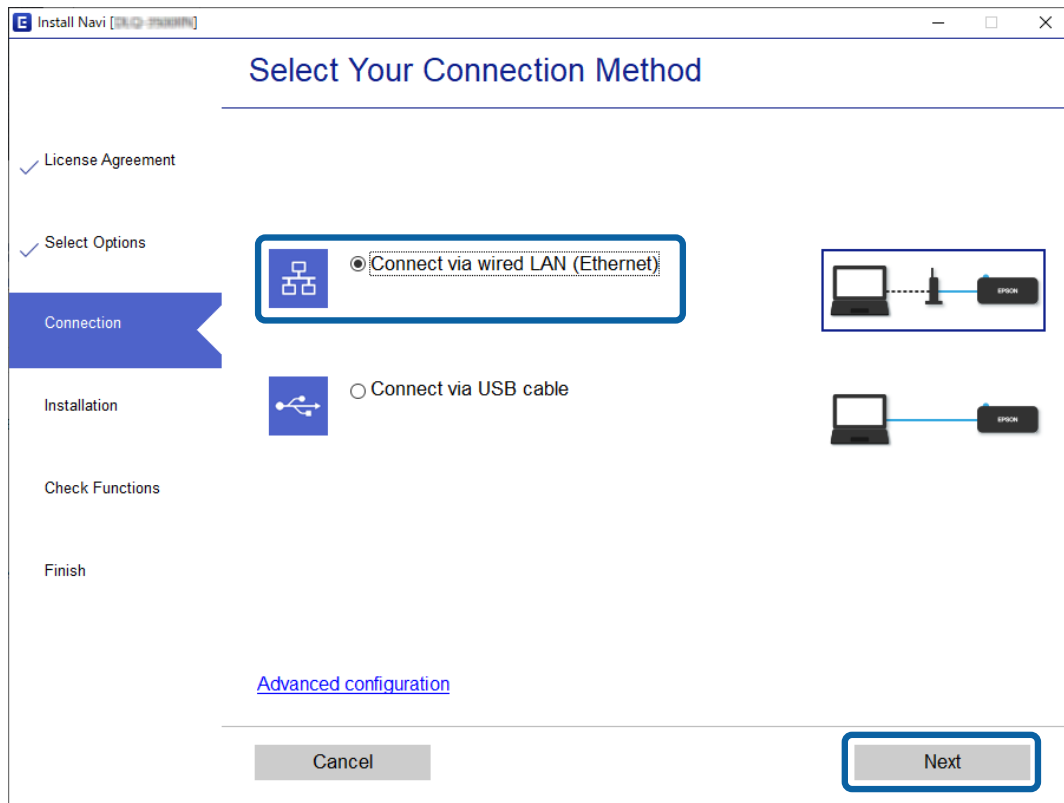 Install Navi [
Select Your Connection Method
License Agreement
Select Options
Connection
Installation
Check Functions
Finish
Connect via wired LAN (Ethernet)
EPSON
Connect via USB cable
EPSON
Advanced configuration
Cancel
Next